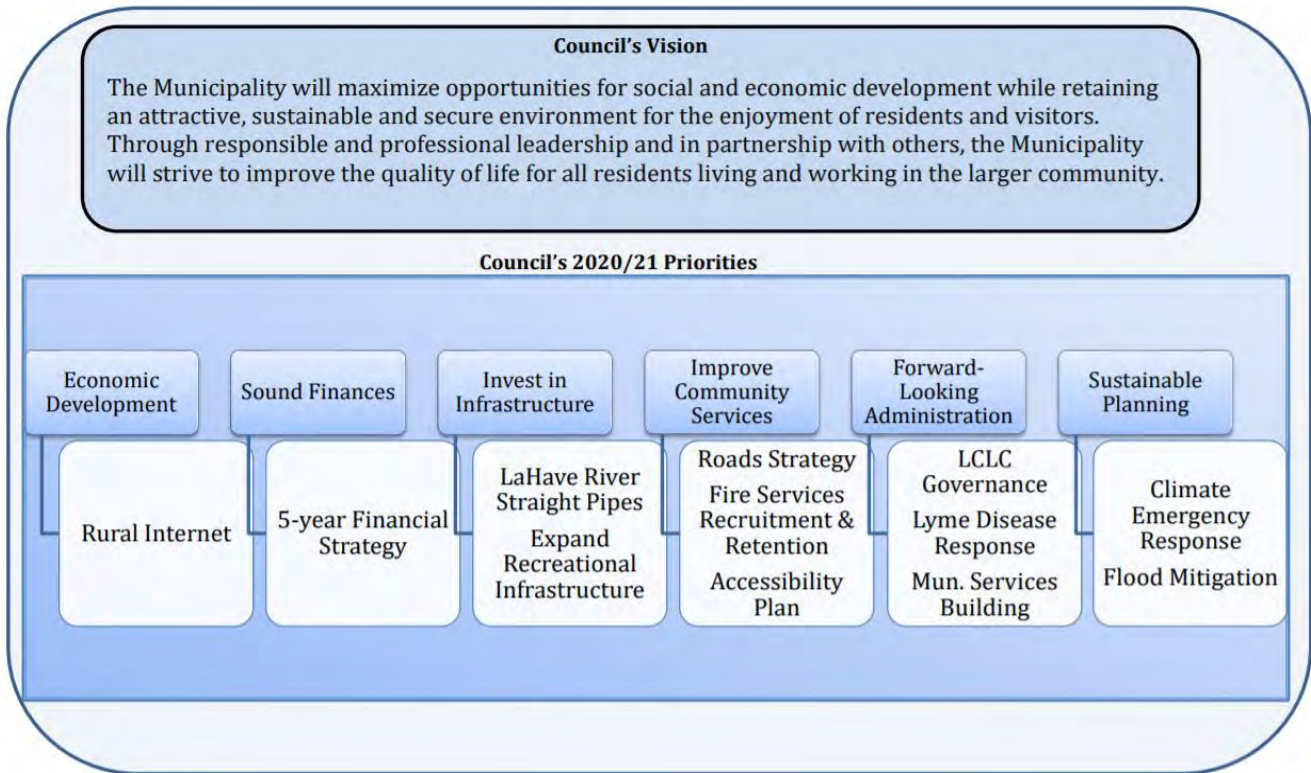 Council's Vision
The Municipality will maximize opportunities for social and economic development while retaining
an attractive, sustainable and secure environment for the enjoyment of residents and visitors.
Through responsible and professional leadership and in partnership with others, the Municipality
will strive to improve the quality of life for all residents living and working in the larger community.
Council's 2020/21 Priorities
Economic
Development
Rural Internet
Sound Finances
5-year Financial
Strategy
Invest in
Infrastructure
LaHave River
Straight Pipes
Expand
Recreational
Infrastructure
Improve
Community
Services
Roads Strategy
Fire Services
Recruitment &
Retention
Accessibility
Plan
Forward-
Looking
Administration
LCLC
Governance
Lyme Disease
Response
Mun. Services
Building
Sustainable
Planning
Climate
Emergency
Response
Flood Mitigation